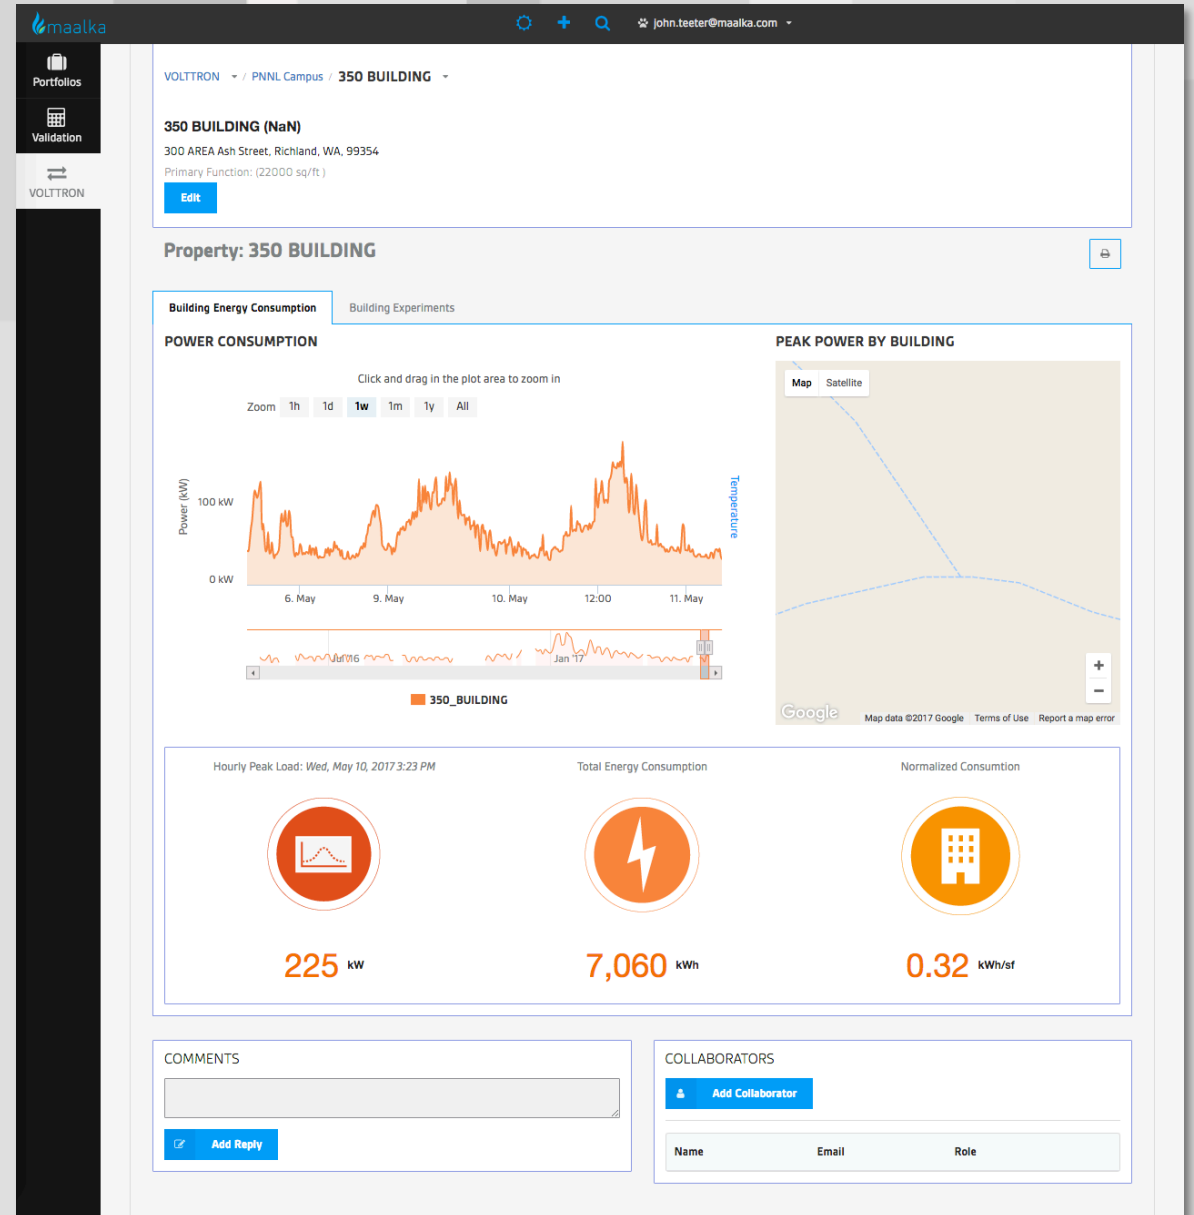 maalka
john.teeter@maalka.com
Portfolios
Validation
VOLTTRON
VOLTTRON / PNNL Campus / 350 BUILDING
350 BUILDING (NaN)
300 AREA Ash Street, Richland, WA, 99354
Primary Function: (22000 sq/ft )
Edit
Property: 350 BUILDING
Building Energy Consumption Building Experiments
POWER CONSUMPTION
Click and drag in the plot area to zoom in
Zoom 1h 1d 1w 1m 1y All
Power (kW)
100 kW
0 kW
Temperature
6. May 9. May 10. May 12:00 11. May
Jul '16 Jan '17
350_BUILDING
PEAK POWER BY BUILDING
Map Satellite
+
−
Google Map data ©2017 Google Terms of Use Report a map error
Hourly Peak Load: Wed, May 10, 2017 3:23 PM
225 kW
Total Energy Consumption
7,060 kWh
Normalized Consumtion
0.32 kWh/sf
COMMENTS
Add Reply
COLLABORATORS
Add Collaborator
Name Email Role